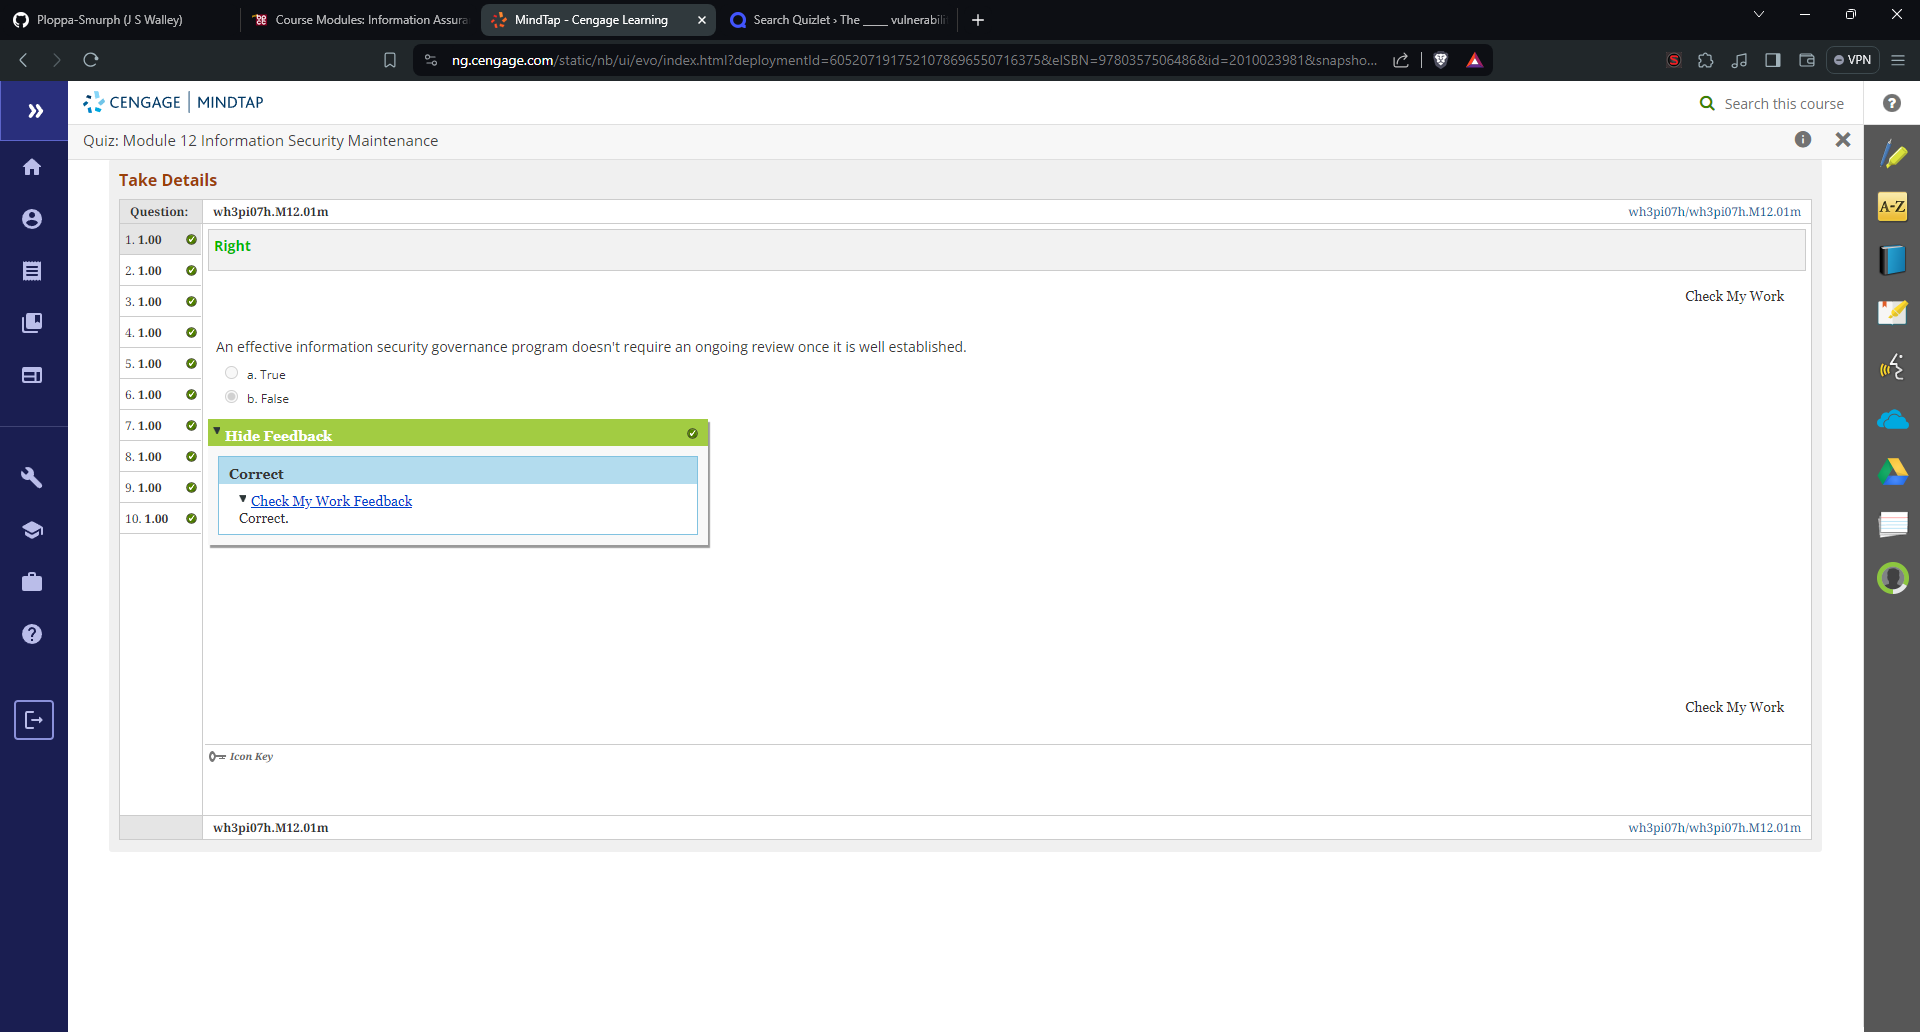 Ploppa-Smurph (J S Walley)
Course Modules: Information Assura
MindTap - Cengage Learning
Search Quizlet › The ____ vulnerabili
ng.cengage.com/static/nb/ui/evo/index.html?deploymentId=6052071917521078696550716375&eISBN=9780357506486&id=2010023981&snapsho...
VPN
CENGAGE | MINDTAP
Search this course
Quiz: Module 12 Information Security Maintenance
Take Details
Question:
wh3pi07h.M12.01m
wh3pi07h/wh3pi07h.M12.01m
1. 1.00
Right
2. 1.00
3. 1.00
Check My Work
4. 1.00
An effective information security governance program doesn't require an ongoing review once it is well established.
5. 1.00
a. True
6. 1.00
b. False
7. 1.00
Hide Feedback
8. 1.00
Correct
9. 1.00
Check My Work Feedback
10. 1.00
Correct.
Check My Work
Icon Key
wh3pi07h.M12.01m
wh3pi07h/wh3pi07h.M12.01m
A-Z